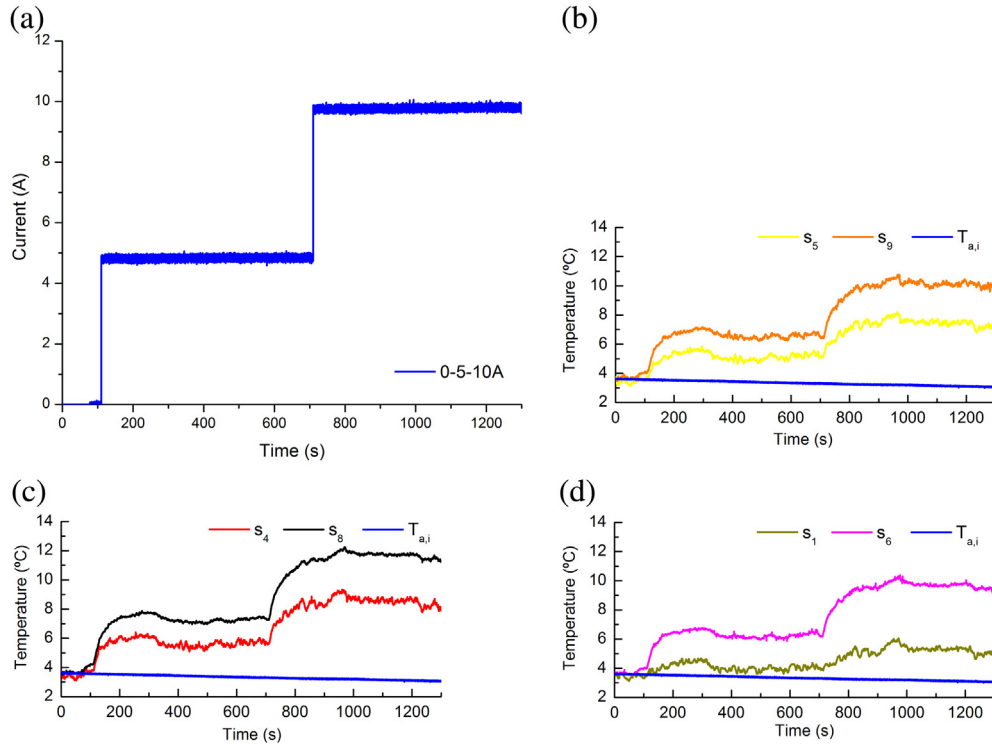 (a)
12
10
8
6
4
2
0
Current (A)
0-5-10A
0 200 400 600 800 1000 1200
Time (s)
(b)
s5 s9 Ta,i
14
12
10
8
6
4
2
Temperature (ºC)
0 200 400 600 800 1000 1200
Time (s)
(c)
s4 s8 Ta,i
14
12
10
8
6
4
2
Temperature (ºC)
0 200 400 600 800 1000 1200
Time (s)
(d)
s1 s6 Ta,i
14
12
10
8
6
4
2
Temperature (ºC)
0 200 400 600 800 1000 1200
Time (s)